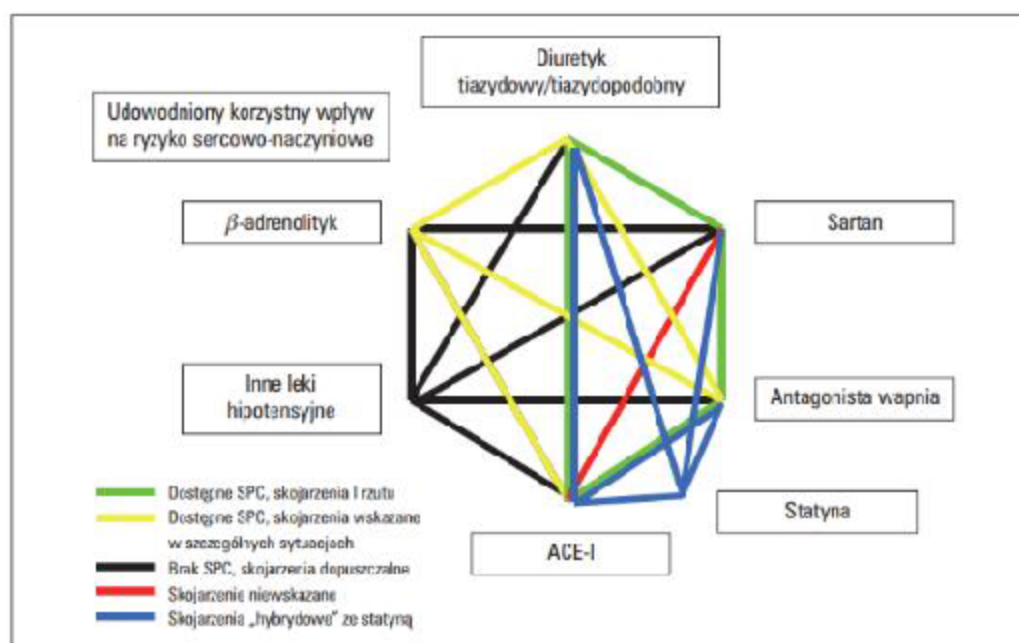 Diuretyk
tiazydowy/tiazydopodobny
Udowodniony korzystny wpływ
na ryzyko sercowo-naczyniowe
β-adrenolityk
Sartan
Inne leki
hipotensyjne
Antagonista wapnia
Statyna
ACE-I
Dostępne SPC, skojarzenia I rzutu
Dostępne SPC, skojarzenia wskazane
w szczególnych sytuacjach
Brak SPC, skojarzenia dopuszczalne
Skojarzenie niewskazane
Skojarzenia „hybrydowe" ze statyną